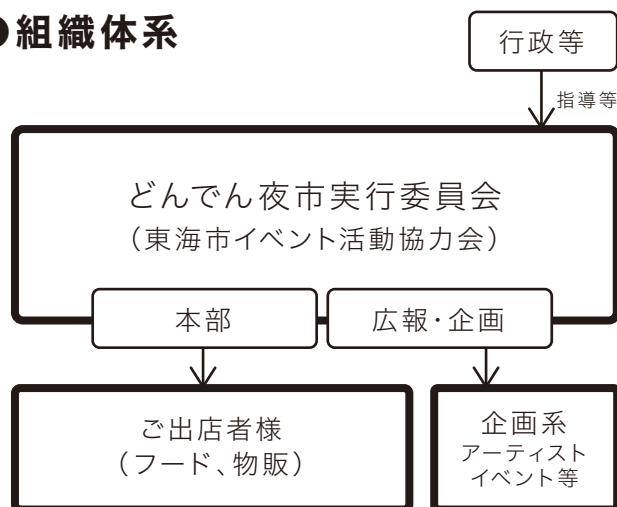 ●組織体系
行政等
指導等
どんでん夜市実行委員会
（東海市イベント活動協力会）
本部
広報・企画
ご出店者様
（フード、物販）
企画系
アーティスト
イベント等